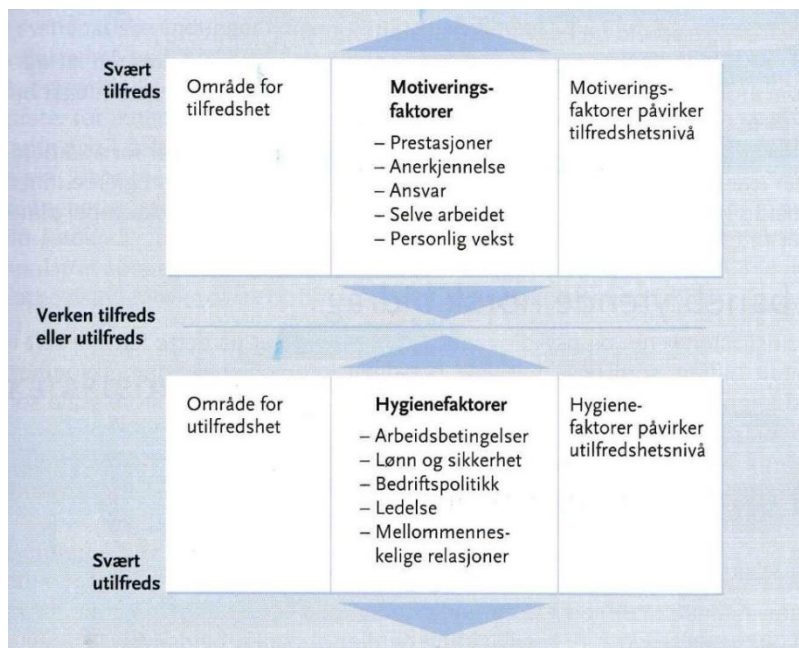 Svært
tilfreds
Område for
tilfredshet
Motiverings-
faktorer
– Prestasjoner
– Anerkjennelse
– Ansvar
– Selve arbeidet
– Personlig vekst
Motiverings-
faktorer påvirker
tilfredshetsnivå
Verken tilfreds
eller utilfreds
Område for
utilfredshet
Hygienefaktorer
– Arbeidsbetingelser
– Lønn og sikkerhet
– Bedriftspolitikk
– Ledelse
– Mellommennes-
kelige relasjoner
Hygiene-
faktorer påvirker
utilfredshetsnivå
Svært
utilfreds